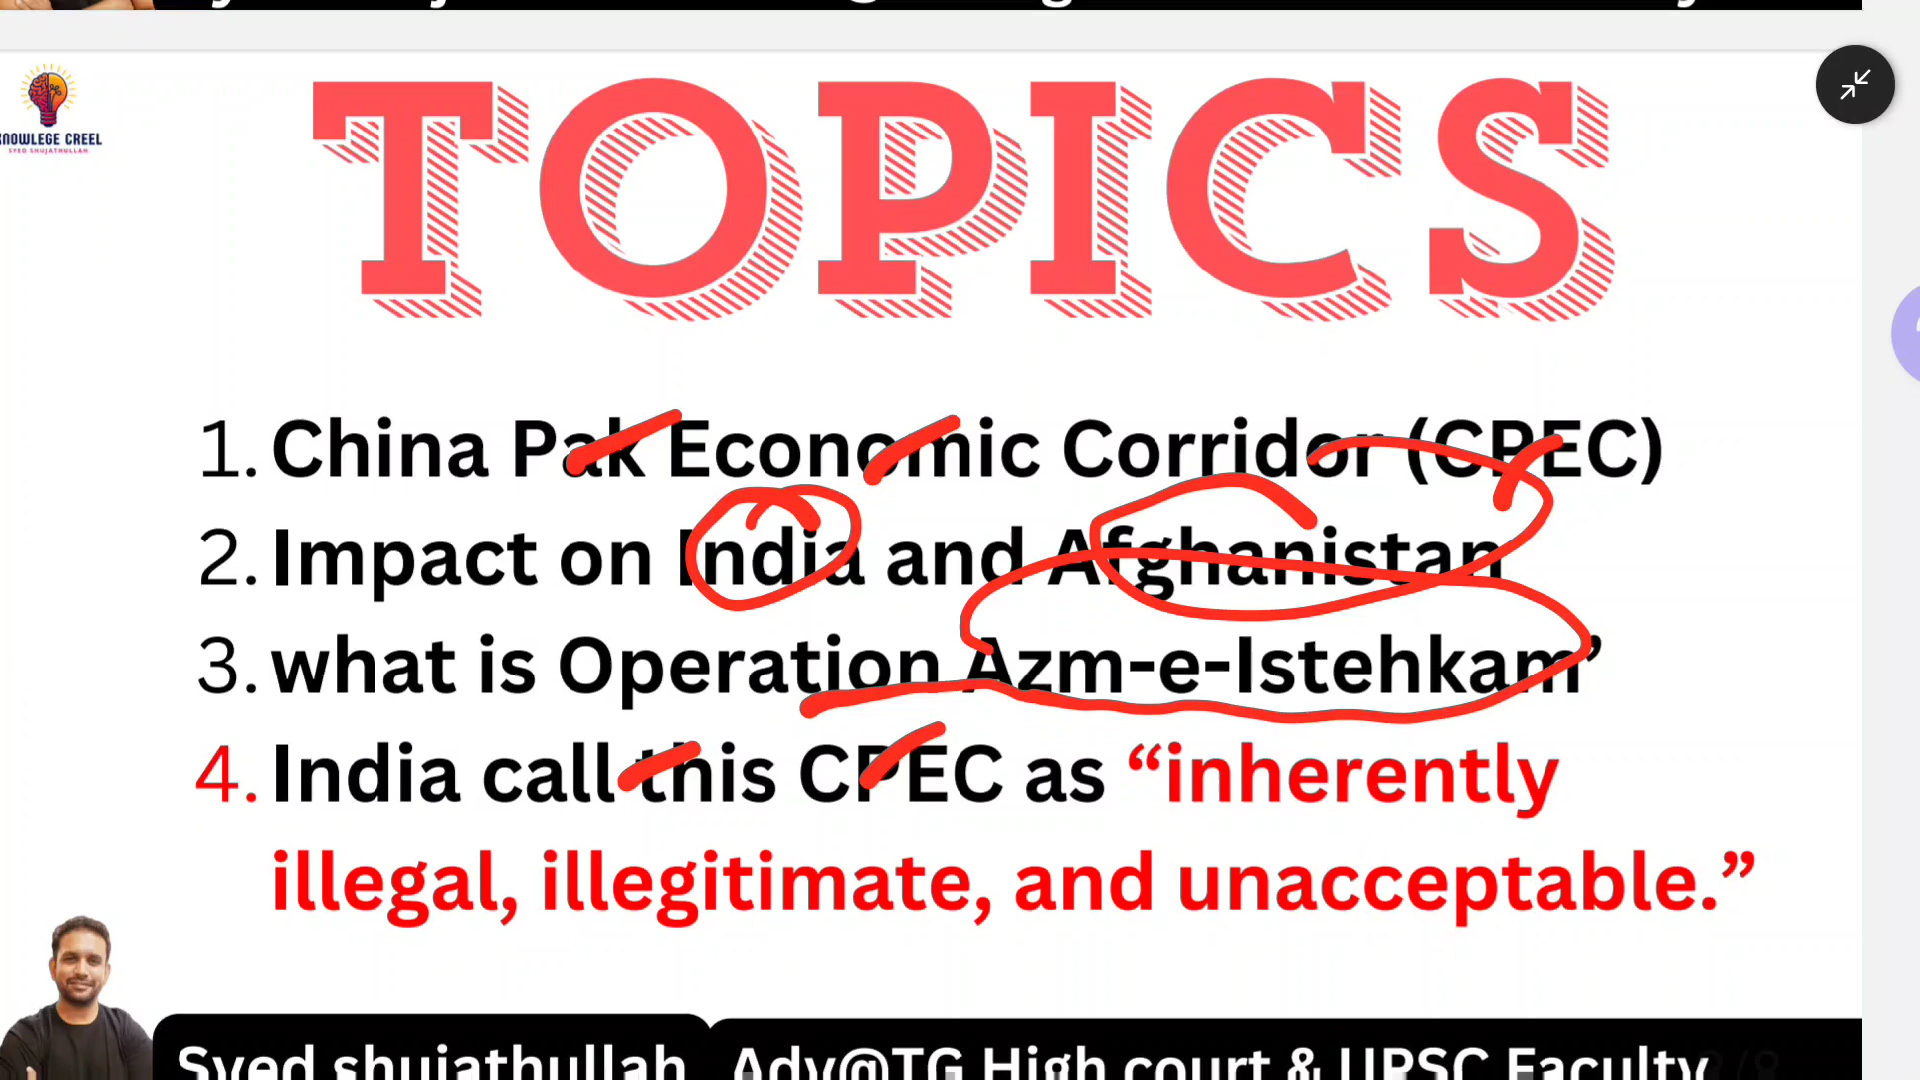 KNOWLEGE CREEL
SYED SHUJATHULLAH
TOPICS
1. China Pak Economic Corridor (CPEC)
2. Impact on India and Afghanistan
3. what is Operation Azm-e-Istehkam’
4. India call this CPEC as “inherently
illegal, illegitimate, and unacceptable.”
Syed shujathullah Adv@TG High court & UPSC Faculty